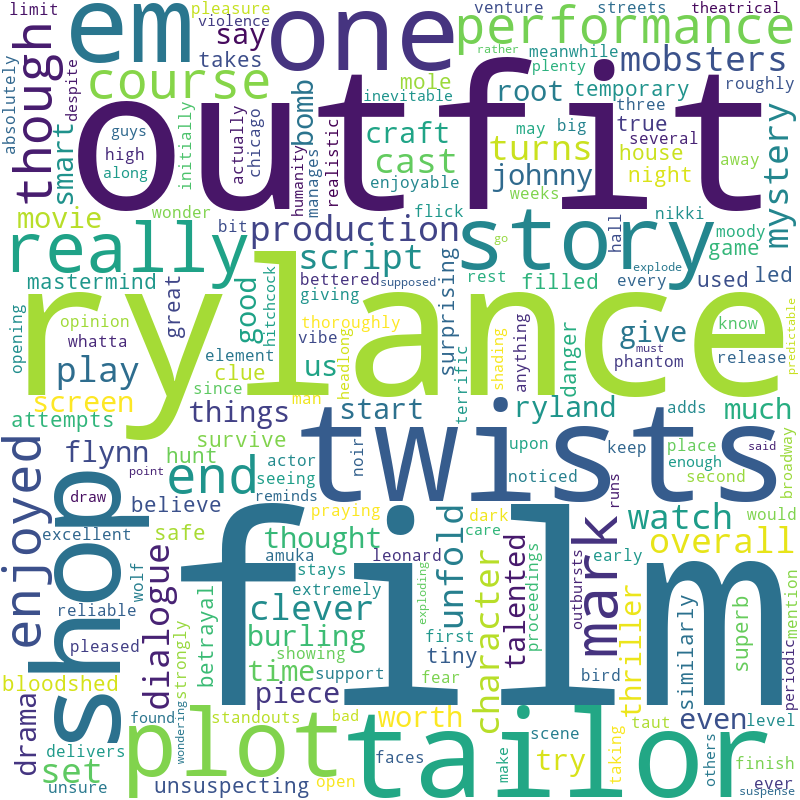 limit
pleasure
violence
em
one
performance
venture
streets
theatrical
say
takes
mobsters
meanwhile
rather
plenty
absolutely
though
despite
course
mole
inevitable
root
temporary
roughly
outfit
bomb
smart
guys
high
along
initially
actually
chicago
humanity
manages
realistic
craft
cast
enjoyable
three
may
big
true
several
turns
house
johnny
night
away
weeks
mystery
movie
wonder
bit
production
flick
story
nikki
hall
moody
game
go
explode
really
script
surprising
mastermind
great
good
hitchcock
bettered
supposed
giving
rest
filled
every
used
led
rylance
opening
opinion
whatta
thoroughly
vibe
element
clue
since
headlong
man
us
terrific
shading
anything
danger
give
phantom
must
know
release
predictable
play
screen
attempts
things
start
ryland
adds
much
enjoyed
flynn
survive
hunt
actor
seeing
reminds
noir
twists
upon
noticed
keep
place
enough
second
said
broadway
point
draw
end
believe
shop
excellent
safe
praying
dark
care
unfold
mark
watch
would
overall
thought
amuka
leonard
stays
extremely
exploding
talented
proceedings
outbursts
runs
early
wolf
reliable
pleased
dialogue
strongly
betrayal
clever
burling
showing
time
support
first
fear
tiny
character
bird
thriller
similarly
superb
mention
periodic
film
bloodshed
piece
drama
found
wondering
standouts
bad
worth
even
taut
level
plot
tailor
set
delivers
unsure
unsuspecting
open
faces
make
scene
try
taking
others
finish
ever
suspense